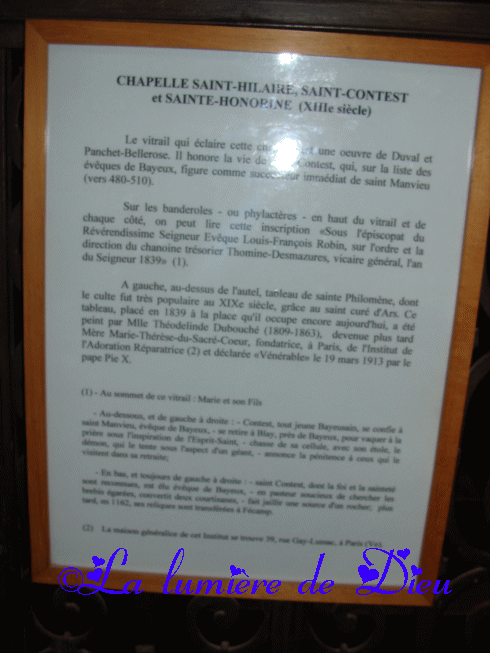 CHAPELLE SAINT-HILAIRE, SAINT-CONTEST
et SAINTE-HONORINE (XIIIe siècle)
Le vitrail qui éclaire cette une oeuvre de Duval et
Panchet-Bellerose. Il honore la vie de Contest, qui, sur la liste des
évêques de Bayeux, figure comme successeur immédiat de saint Manvieu
(vers 480-510).
Sur les banderoles - ou phylactères - en haut du vitrail et de
chaque côté, on peut lire cette inscription «Sous l'épiscopat du
Révérendissime Seigneur Evêque Louis-François Robin, sur l'ordre et la
direction du chanoine trésorier Thomine-Desmazures, vicaire général, l'an
du Seigneur 1839» (1).
A gauche, au-dessus de l'autel, tableau de sainte Philomène, dont
le culte fut très populaire au XIXe siècle, grâce au saint curé d'Ars. Ce
tableau, placé en 1839 à la place qu'il occupe encore aujourd'hui, a été
peint par Mlle Théodelinde Dubouché (1809-1863), devenue plus tard
Mère Marie-Thérèse-du-Sacré-Coeur, fondatrice, à Paris, de l'Institut de
l'Adoration Réparatrice (2) et déclarée «Vénérable» le 19 mars 1913 par le
pape Pie X.
(1) - Au sommet de ce vitrail : Marie et son Fils
- Au-dessous, et de gauche à droite : - Contest, tout jeune Bayeusain, se confie à
saint Manvieu, évêque de Bayeux, - se retire à Blay, près de Bayeux, pour vaquer à la
prière sous l'inspiration de l'Esprit-Saint, - chasse de sa cellule, avec son étole, le
démon, qui le tente sous l'aspect d'un géant, - annonce la pénitence à ceux qui le
visitent dans sa retraite;
- En bas, et toujours de gauche à droite : - saint Contest, dont la foi et la sainteté
sont reconnues, est élu évêque de Bayeux, - en pasteur soucieux de chercher les
brebis égarées, convertit deux courtisanes, - fait jaillir une source d'un rocher; plus
tard, en 1162, ses reliques sont transférées à Fécamp.
(2) La maison généralice de cet Institut se trouve 39, rue Gay-Lussac, à Paris (Ve).
©La lumière de Dieu